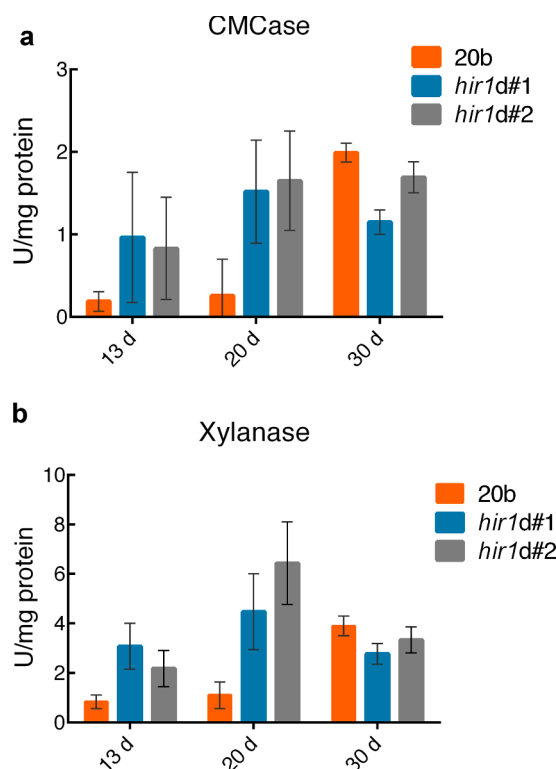 a
CMCase
20b
hir1d#1
hir1d#2
U/mg protein
3
2
1
0
13 d
20 d
30 d
b
Xylanase
20b
hir1d#1
hir1d#2
U/mg protein
10
8
6
4
2
0
13 d
20 d
30 d